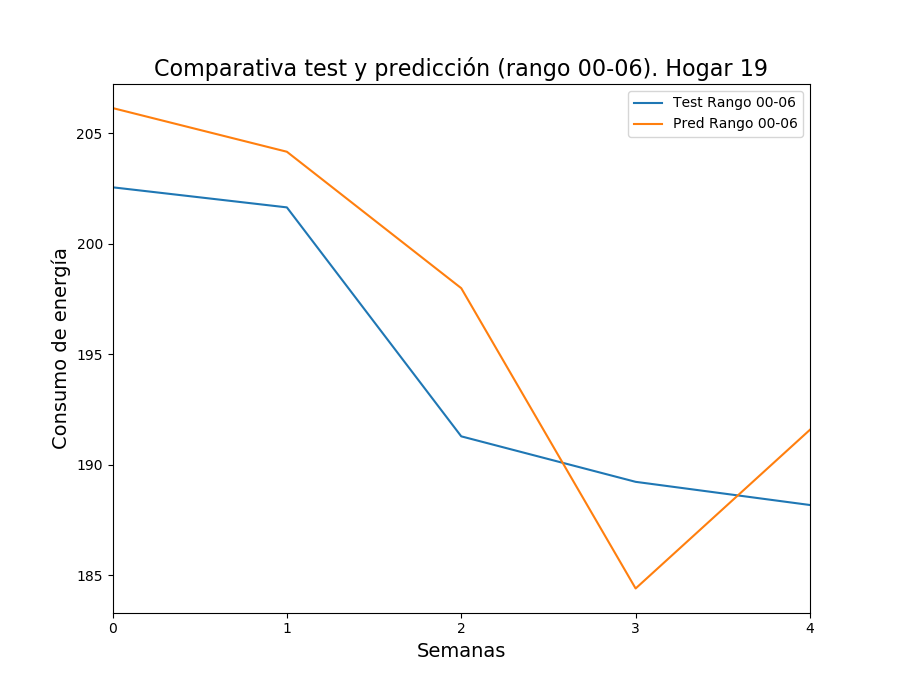 Comparativa test y predicción (rango 00-06). Hogar 19
Test Rango 00-06
Pred Rango 00-06
205
200
195
190
185
Consumo de energía
0 1 2 3 4
Semanas